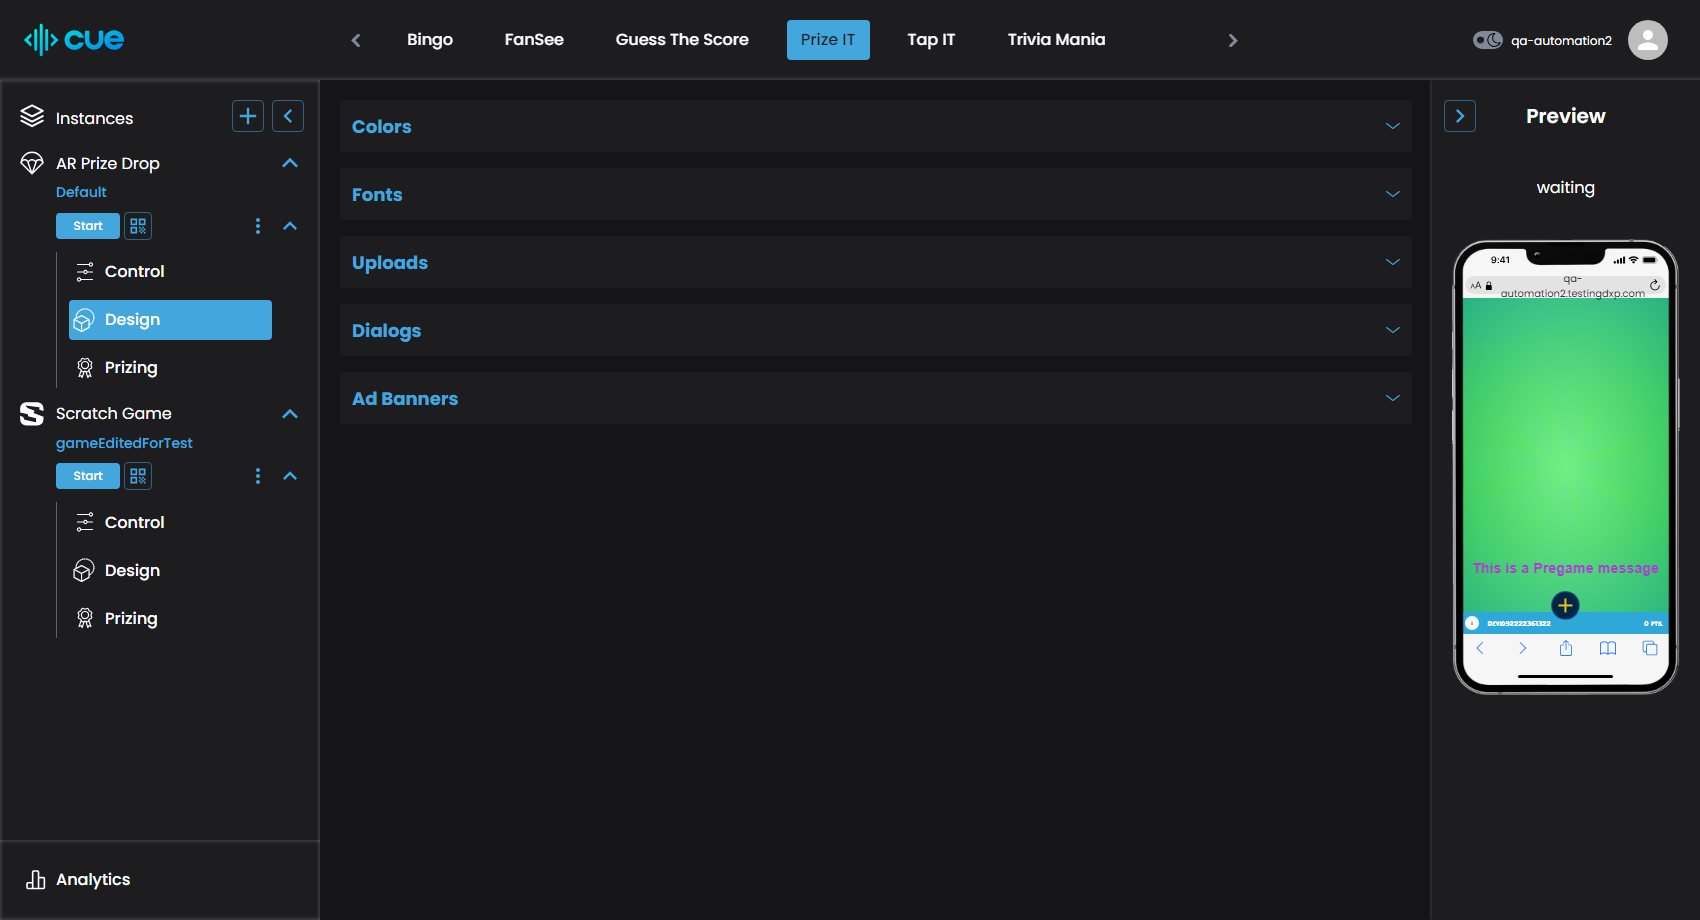 cue
Bingo
FanSee
Guess The Score
Prize IT
Tap IT
Trivia Mania
qa-automation2
Instances
AR Prize Drop
Default
Start
Control
Design
Prizing
Scratch Game
gameEditedForTest
Start
Control
Design
Prizing
Analytics
Colors
Fonts
Uploads
Dialogs
Ad Banners
Preview
waiting
9:41
AA
qa-
automation2.testingdxp.com
This is a Pregame message
0 PTS.